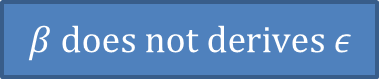 β does not derives ϵ